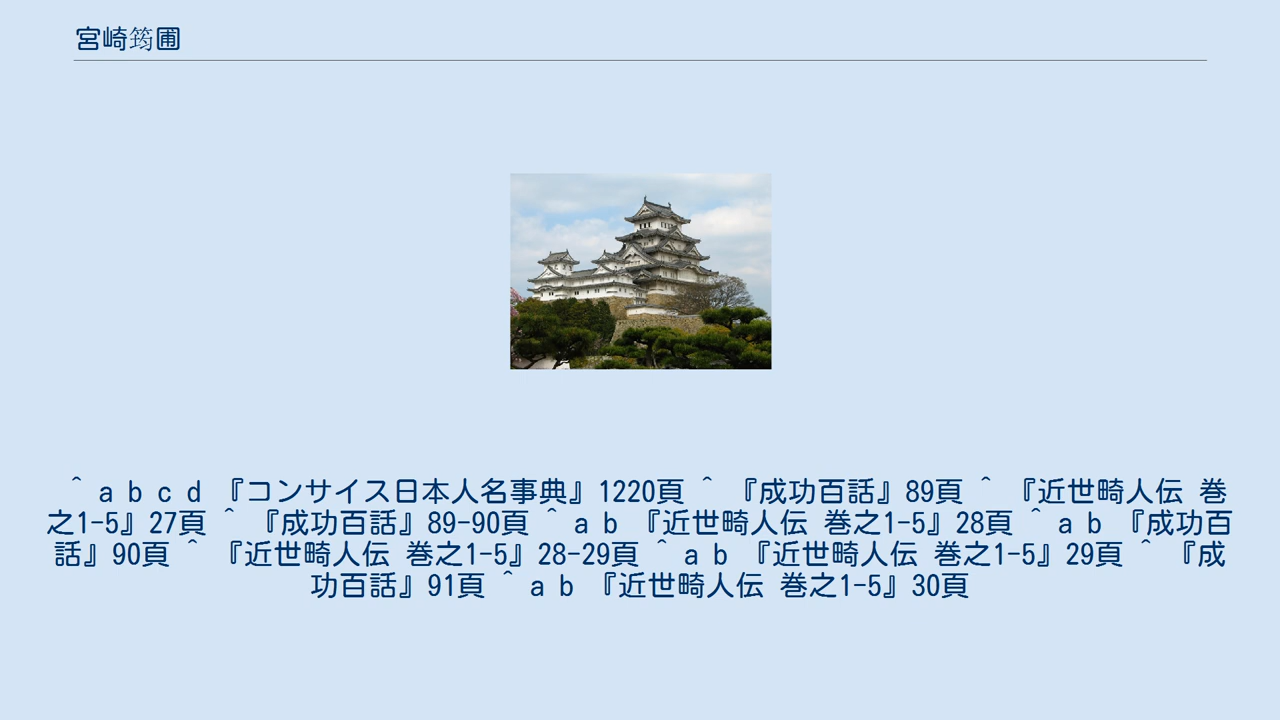 宮崎筠圃
^ a b c d 『コンサイス日本人名事典』1220頁 ^ 『成功百話』89頁 ^ 『近世畸人伝 巻
之1-5』27頁 ^ 『成功百話』89-90頁 ^ a b 『近世畸人伝 巻之1-5』28頁 ^ a b 『成功百
話』90頁 ^ 『近世畸人伝 巻之1-5』28-29頁 ^ a b 『近世畸人伝 巻之1-5』29頁 ^ 『成
功百話』91頁 ^ a b 『近世畸人伝 巻之1-5』30頁